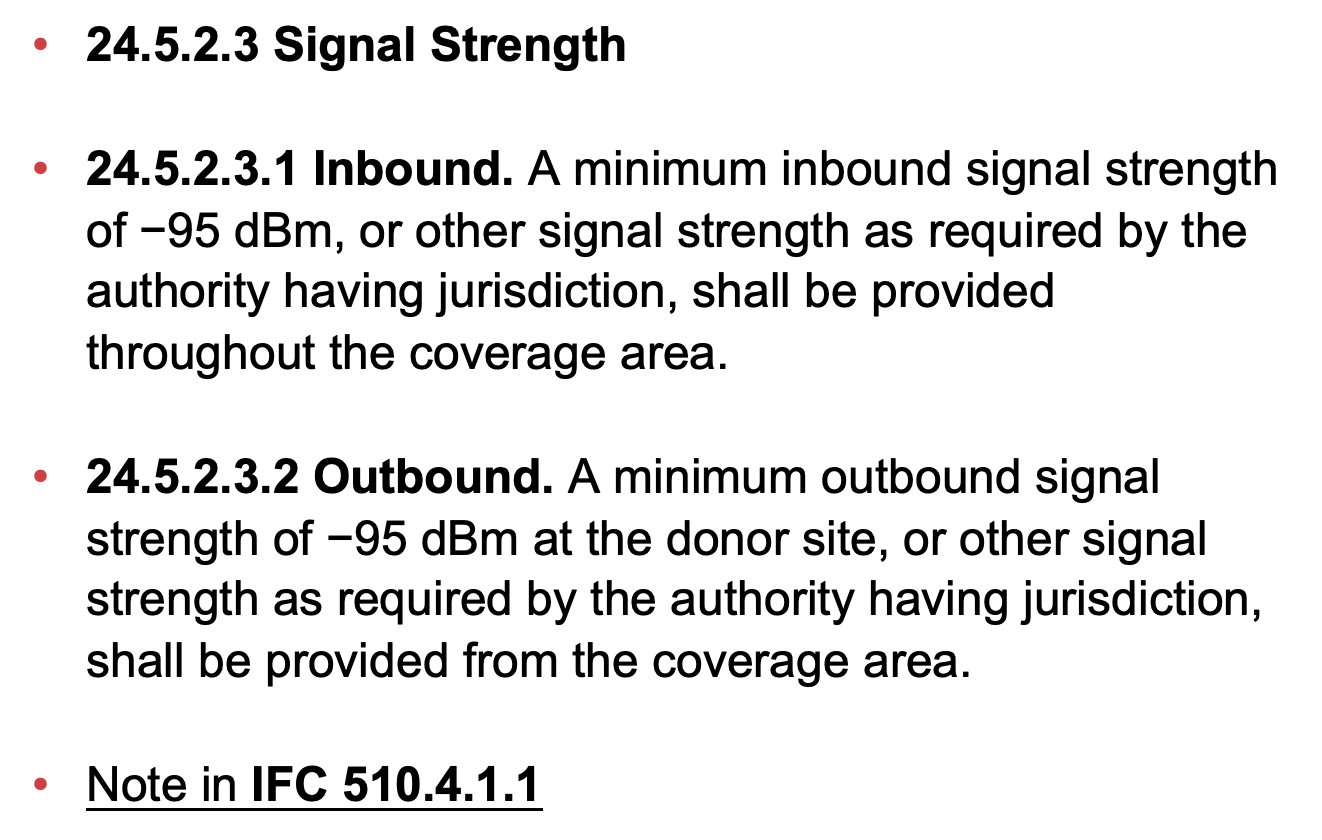 • 24.5.2.3 Signal Strength
• 24.5.2.3.1 Inbound. A minimum inbound signal strength
of −95 dBm, or other signal strength as required by the
authority having jurisdiction, shall be provided
throughout the coverage area.
• 24.5.2.3.2 Outbound. A minimum outbound signal
strength of −95 dBm at the donor site, or other signal
strength as required by the authority having jurisdiction,
shall be provided from the coverage area.
• Note in IFC 510.4.1.1